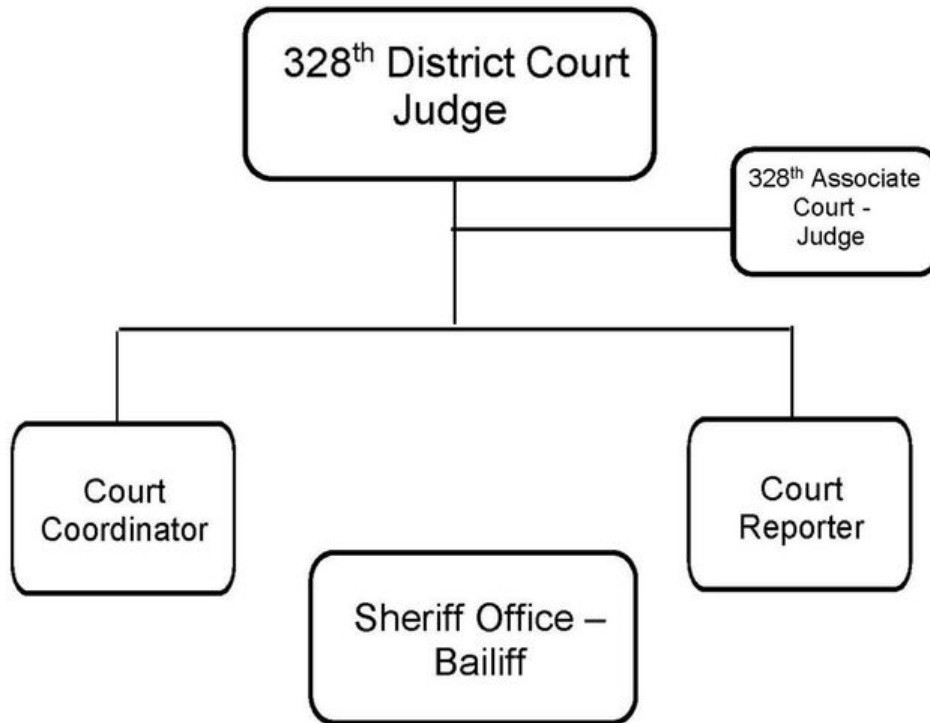 328th District Court
Judge
328th Associate
Court -
Judge
Court
Coordinator
Court
Reporter
Sheriff Office –
Bailiff